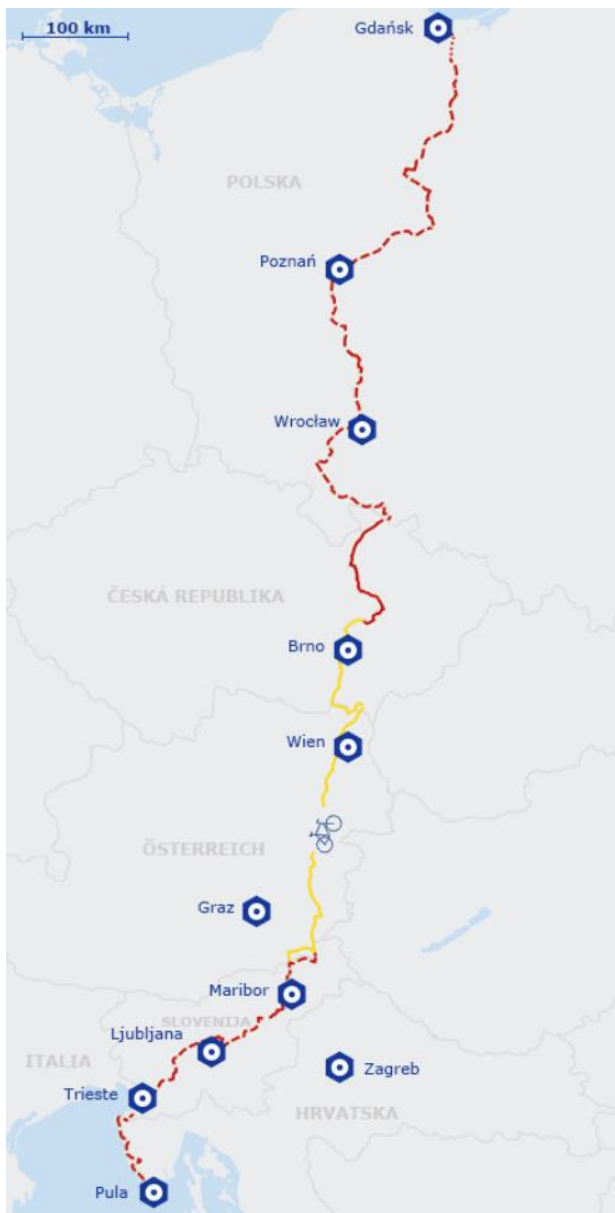 100 km
Gdańsk
POLSKA
Poznań
Wrocław
ČESKÁ REPUBLIKA
Brno
Wien
ÖSTERREICH
Graz
Maribor
SLOVENIJA
Ljubljana
ITALIA
Zagreb
Trieste
HRVATSKA
Pula